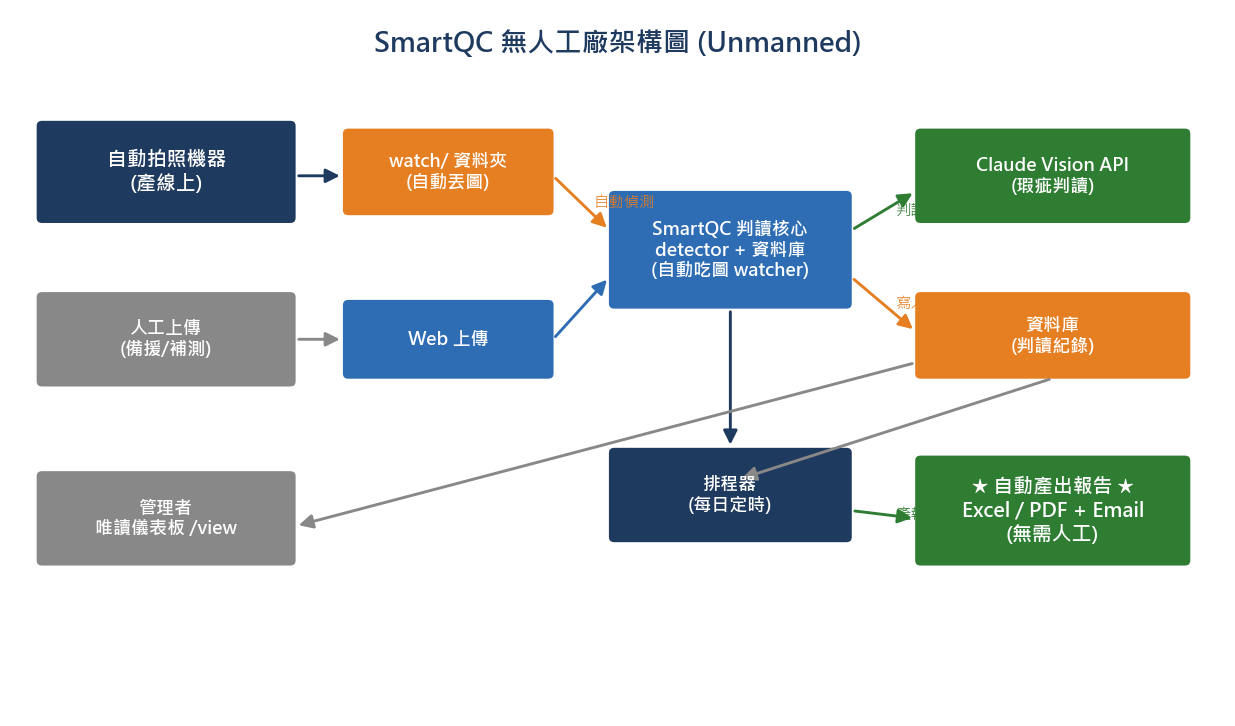 SmartQC 無人工廠架構圖 (Unmanned)
自動拍照機器
(產線上)
watch/ 資料夾
(自動丟圖)
自動偵測
SmartQC 判讀核心
detector + 資料庫
(自動吃圖 watcher)
Claude Vision API
(瑕疵判讀)
人工上傳
(備援/補測)
Web 上傳
資料庫
(判讀紀錄)
管理者
唯讀儀表板 /view
排程器
(每日定時)
★ 自動產出報告 ★
Excel / PDF + Email
(無需人工)